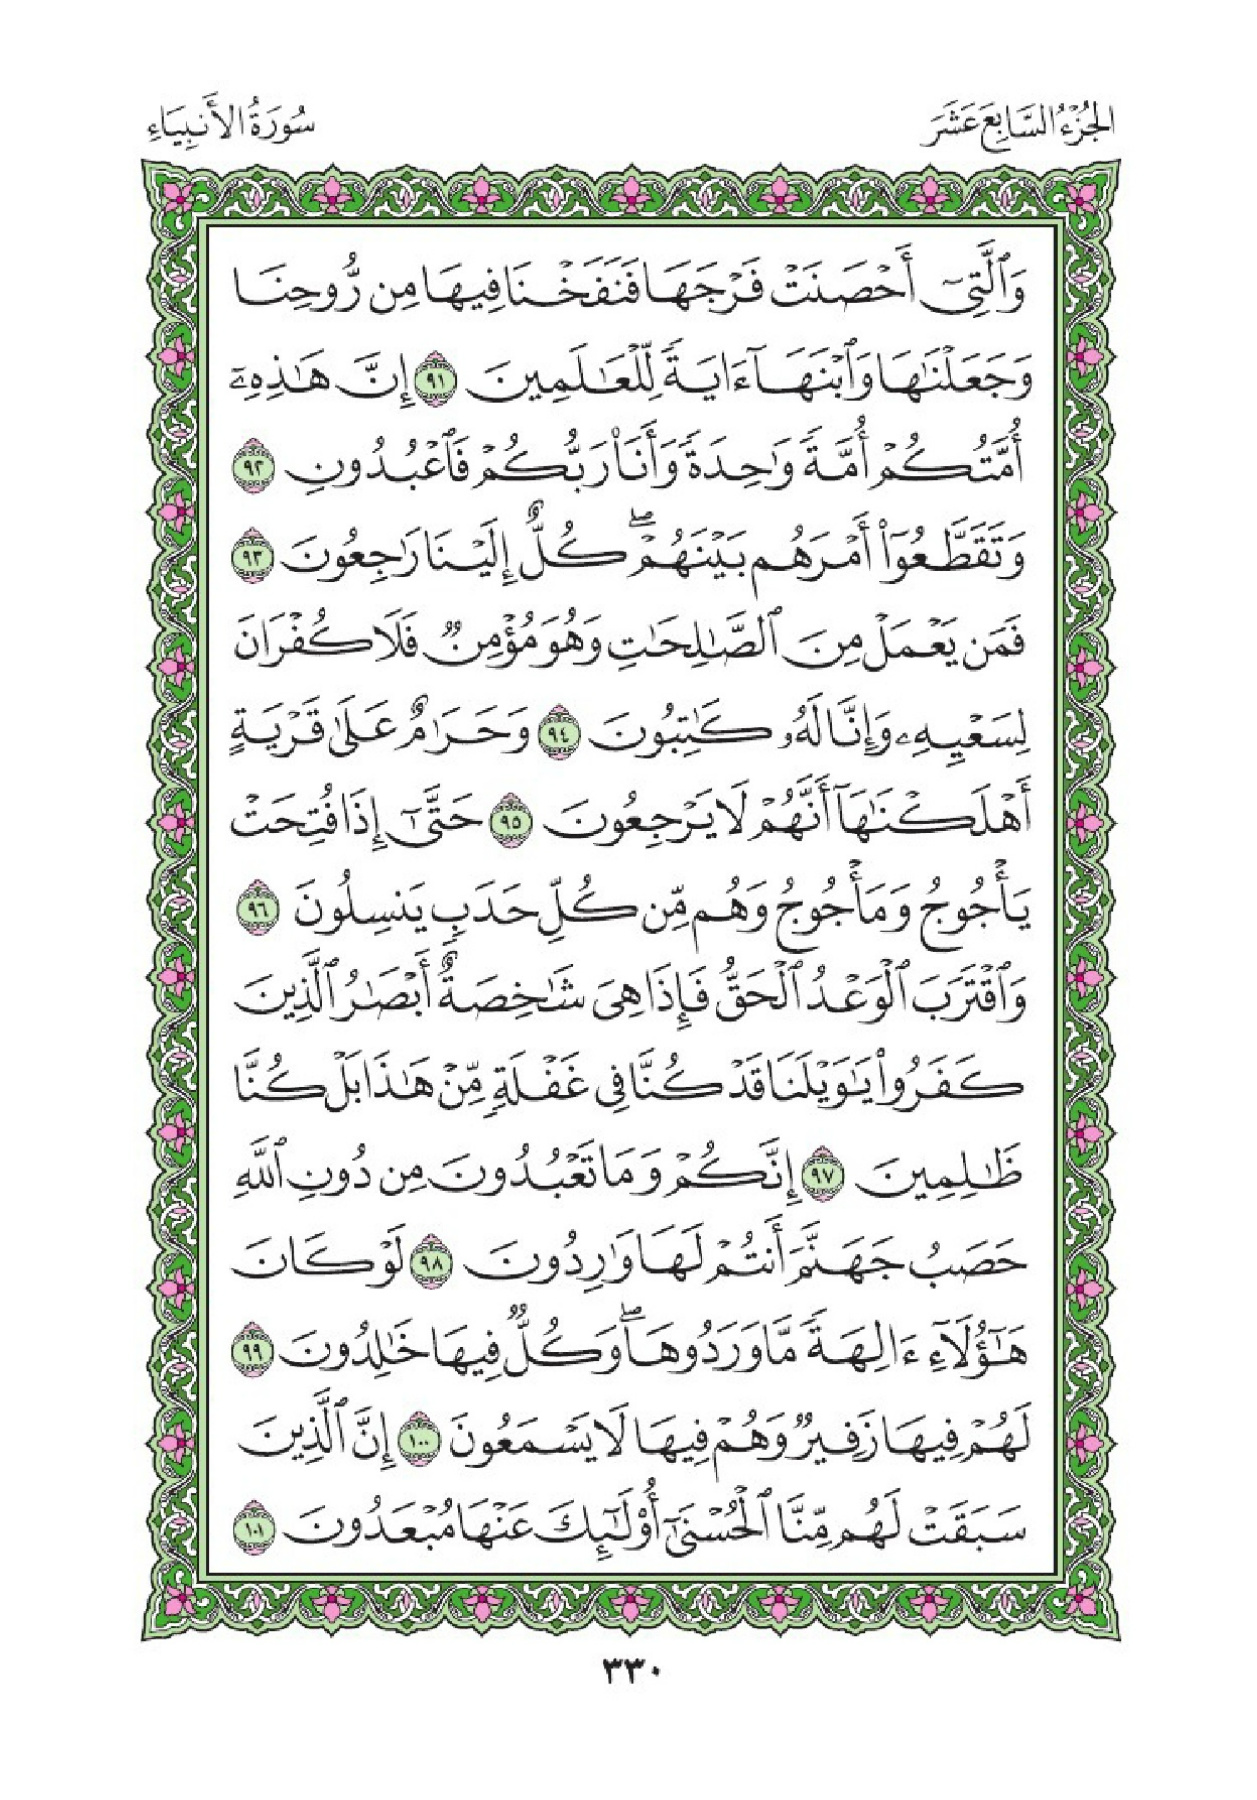 الجُزْءُ السَّابِعَ عَشَرَ
سُورَةُ الأَنبِيَاءِ
وَٱلَّتِىٓ أَحْصَنَتْ فَرْجَهَا فَنَفَخْنَا فِيهَا مِن رُّوحِنَا
وَجَعَلْنَٰهَا وَٱبْنَهَآ ءَايَةً لِّلْعَٰلَمِينَ ٩١ إِنَّ هَٰذِهِۦٓ
أُمَّتُكُمْ أُمَّةً وَٰحِدَةً وَأَنَا۠ رَبُّكُمْ فَٱعْبُدُونِ ٩٢
وَتَقَطَّعُوٓا۟ أَمْرَهُم بَيْنَهُمْ ۖ كُلٌّ إِلَيْنَا رَٰجِعُونَ ٩٣
فَمَن يَعْمَلْ مِنَ ٱلصَّٰلِحَٰتِ وَهُوَ مُؤْمِنٌ فَلَا كُفْرَانَ
لِسَعْيِهِۦ وَإِنَّا لَهُۥ كَٰتِبُونَ ٩٤ وَحَرَٰمٌ عَلَىٰ قَرْيَةٍ
أَهْلَكْنَٰهَآ أَنَّهُمْ لَا يَرْجِعُونَ ٩٥ حَتَّىٰٓ إِذَا فُتِحَتْ
يَأْجُوجُ وَمَأْجُوجُ وَهُم مِّن كُلِّ حَدَبٍ يَنسِلُونَ ٩٦
وَٱقْتَرَبَ ٱلْوَعْدُ ٱلْحَقُّ فَإِذَا هِىَ شَٰخِصَةٌ أَبْصَٰرُ ٱلَّذِينَ
كَفَرُوا۟ يَٰوَيْلَنَا قَدْ كُنَّا فِى غَفْلَةٍ مِّنْ هَٰذَا بَلْ كُنَّا
ظَٰلِمِينَ ٩٧ إِنَّكُمْ وَمَا تَعْبُدُونَ مِن دُونِ ٱللَّهِ
حَصَبُ جَهَنَّمَ أَنتُمْ لَهَا وَٰرِدُونَ ٩٨ لَوْ كَانَ
هَٰٓؤُلَآءِ ءَالِهَةً مَّا وَرَدُوهَا ۖ وَكُلٌّ فِيهَا خَٰلِدُونَ ٩٩
لَهُمْ فِيهَا زَفِيرٌ وَهُمْ فِيهَا لَا يَسْمَعُونَ ١٠٠ إِنَّ ٱلَّذِينَ
سَبَقَتْ لَهُم مِّنَّا ٱلْحُسْنَىٰٓ أُو۟لَٰٓئِكَ عَنْهَا مُبْعَدُونَ ١٠١
٣٣٠